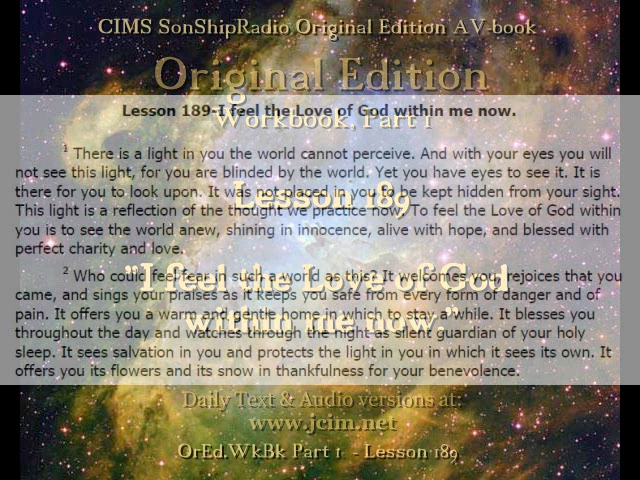 CIMS SonShipRadio Original Edition AV-book
Original Edition
Lesson 189-I feel the Love of God within me now.
Workbook, Part 1
1 There is a light in you the world cannot perceive. And with your eyes you will
not see this light, for you are blinded by the world. Yet you have eyes to see it. It is
there for you to look upon. It was not placed in you to be kept hidden from your sight.
Lesson 189
This light is a reflection of the thought we practice now. To feel the Love of God within
you is to see the world anew, shining in innocence, alive with hope, and blessed with
perfect charity and love.
2 Who could feel fear in such a world as this? It welcomes you, rejoices that you
"I feel the Love of God
came, and sings your praises as it keeps you safe from every form of danger and of
pain. It offers you a warm and gentle home in which to stay a while. It blesses you
within me now."
throughout the day and watches through the night as silent guardian of your holy
sleep. It sees salvation in you and protects the light in you in which it sees its own. It
offers you its flowers and its snow in thankfulness for your benevolence.
Daily Text & Audio versions at:
www.jcim.net
OrEd.WkBk Part 1 - Lesson 189